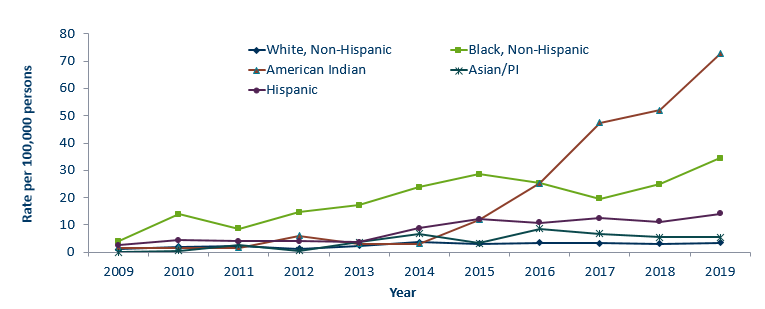 80
70
60
50
40
30
20
10
0
Rate per 100,000 persons
White, Non-Hispanic
Black, Non-Hispanic
American Indian
Asian/PI
Hispanic
2009 2010 2011 2012 2013 2014 2015 2016 2017 2018 2019
Year